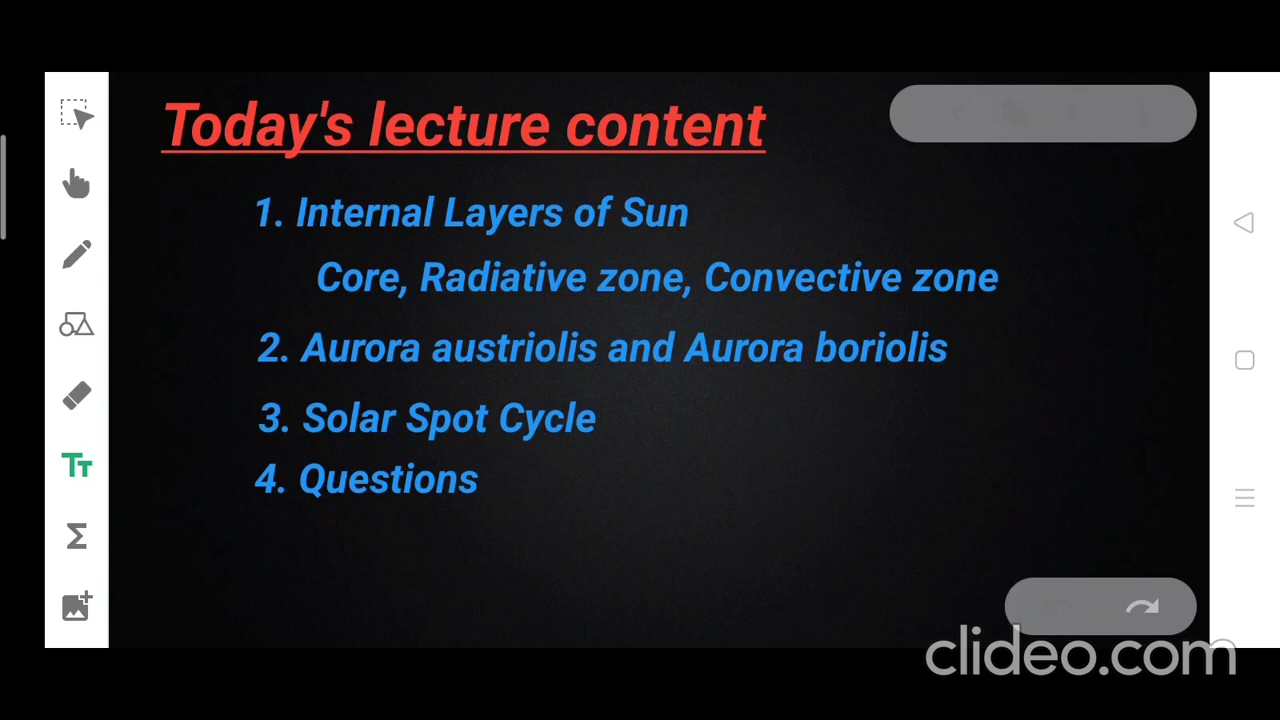 Today's lecture content
1. Internal Layers of Sun
Core, Radiative zone, Convective zone
2. Aurora austriolis and Aurora boriolis
3. Solar Spot Cycle
4. Questions
TT
Σ
clideo.com